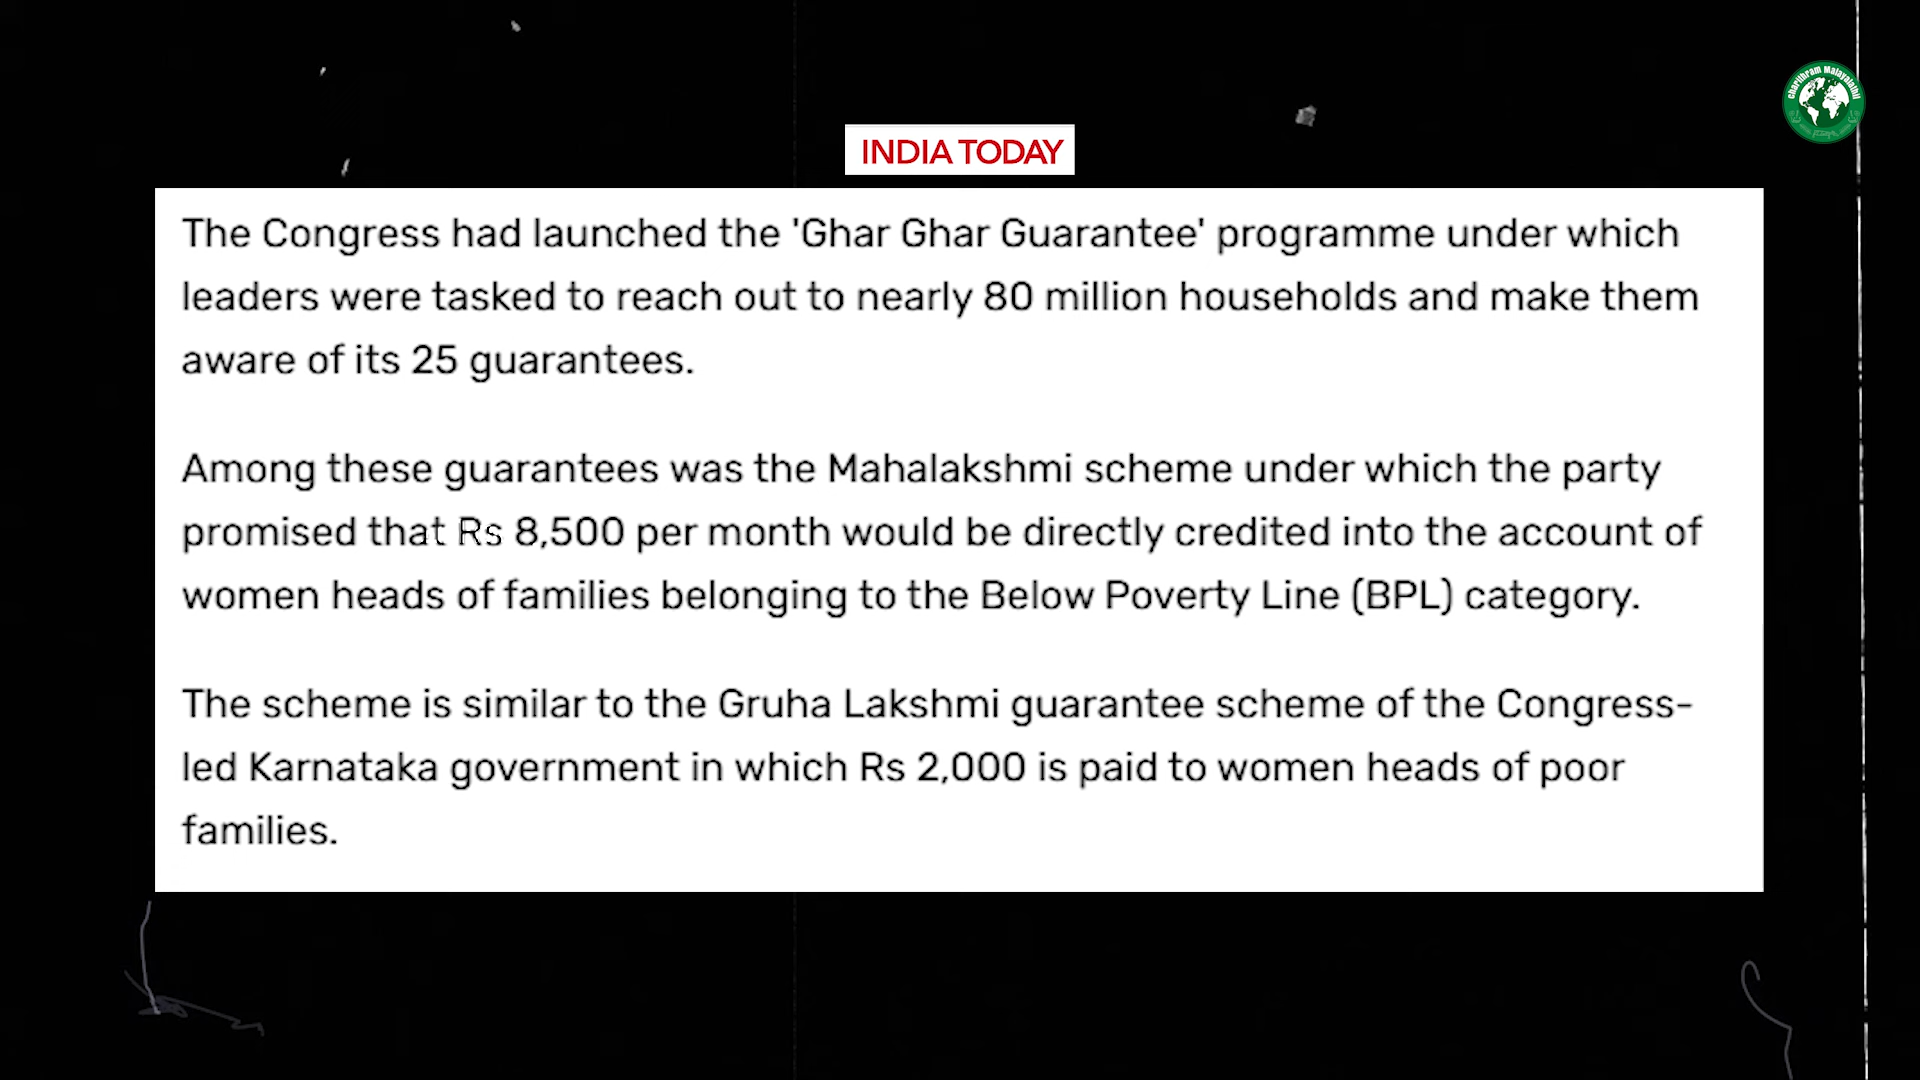 Charithram Malayalathil
INDIA TODAY
The Congress had launched the 'Ghar Ghar Guarantee' programme under which
leaders were tasked to reach out to nearly 80 million households and make them
aware of its 25 guarantees.
Among these guarantees was the Mahalakshmi scheme under which the party
promised that Rs 8,500 per month would be directly credited into the account of
women heads of families belonging to the Below Poverty Line (BPL) category.
The scheme is similar to the Gruha Lakshmi guarantee scheme of the Congress-
led Karnataka government in which Rs 2,000 is paid to women heads of poor
families.